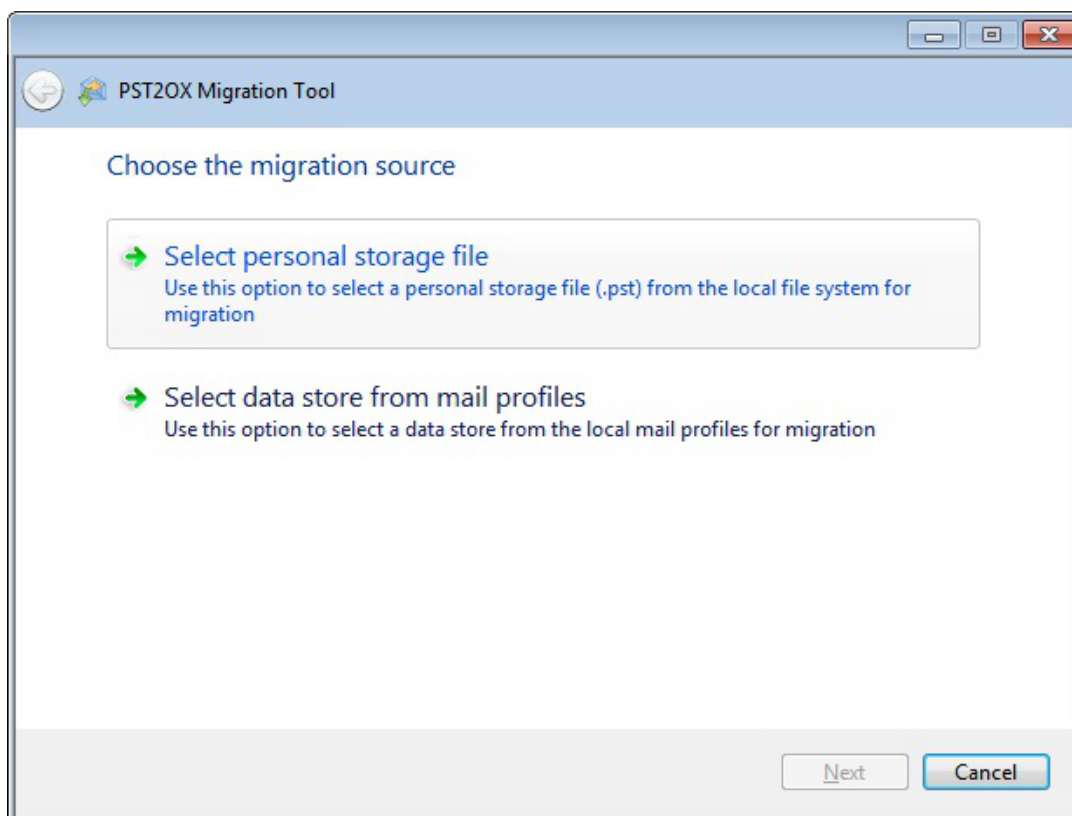 PST2OX Migration Tool
Choose the migration source
Select personal storage file
Use this option to select a personal storage file (.pst) from the local file system for
migration
Select data store from mail profiles
Use this option to select a data store from the local mail profiles for migration
Next
Cancel